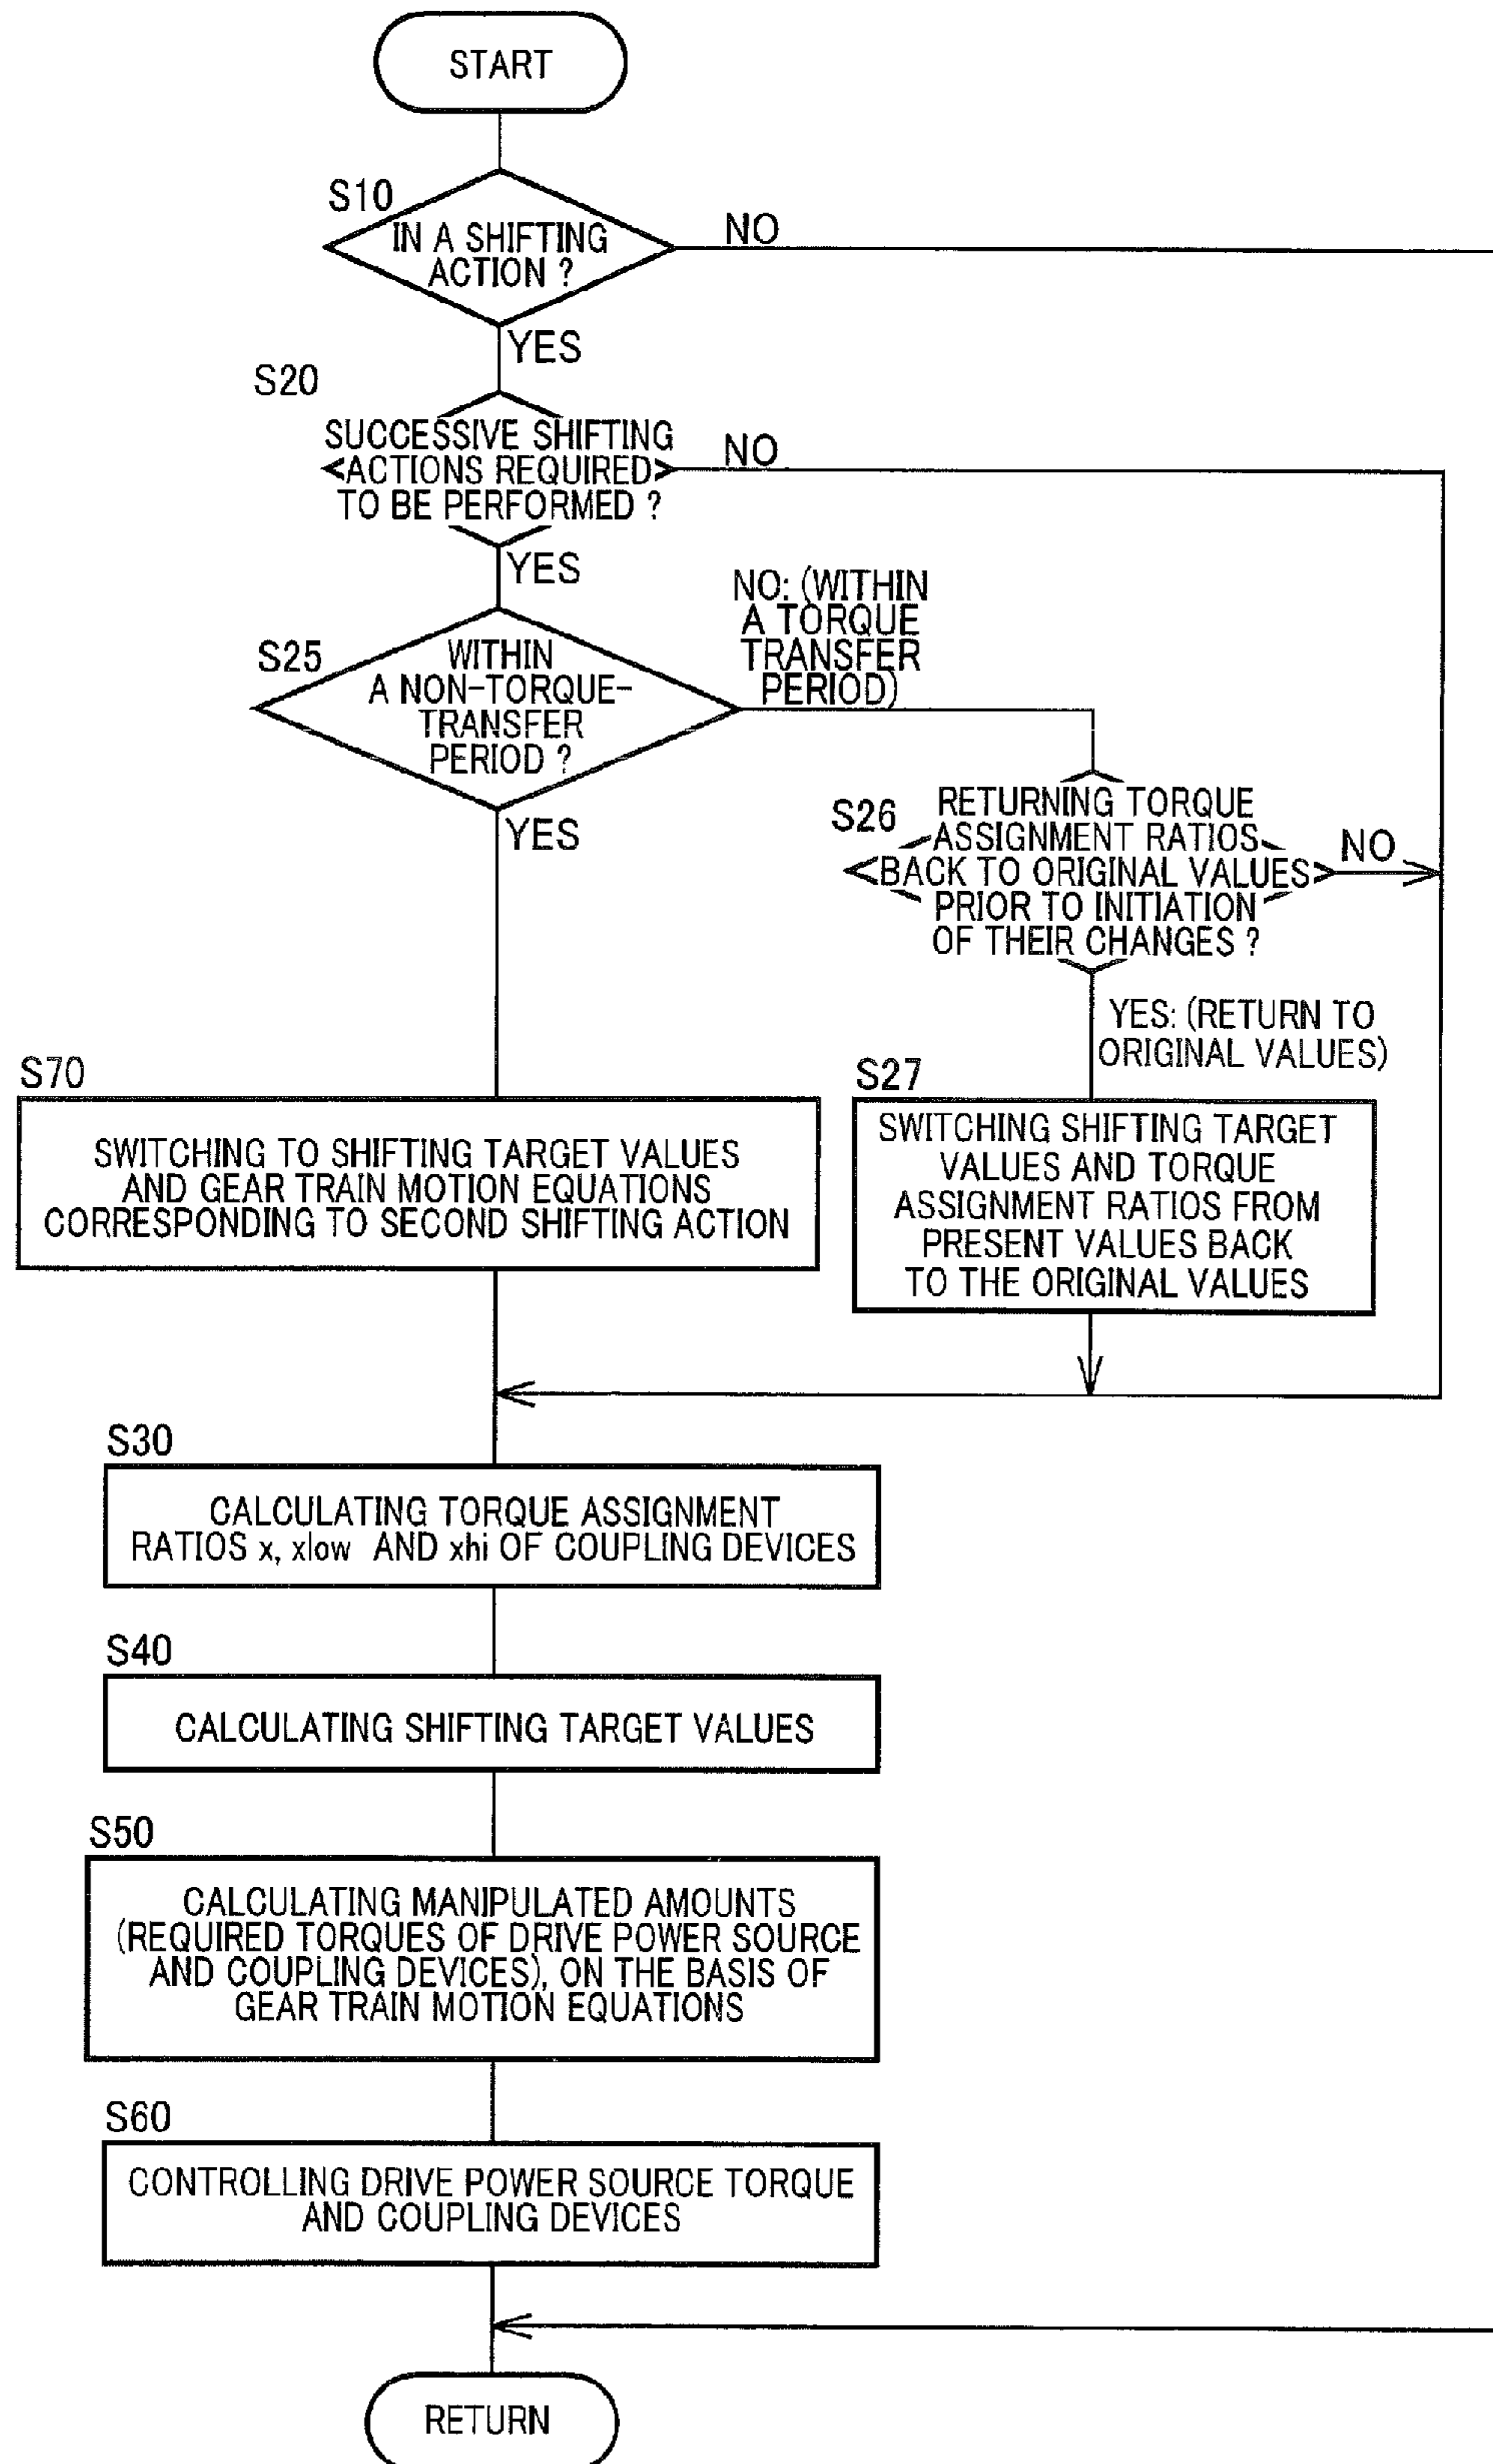 START
S10
IN A SHIFTING
ACTION ?
NO
YES
S20
SUCCESSIVE SHIFTING
ACTIONS REQUIRED
TO BE PERFORMED ?
NO
YES
S25
WITHIN
A NON-TORQUE-
TRANSFER
PERIOD ?
NO: (WITHIN
A TORQUE
TRANSFER
PERIOD)
YES
S26
RETURNING TORQUE
ASSIGNMENT RATIOS
BACK TO ORIGINAL VALUES
PRIOR TO INITIATION
OF THEIR CHANGES ?
NO
YES: (RETURN TO
ORIGINAL VALUES)
S70
SWITCHING TO SHIFTING TARGET VALUES
AND GEAR TRAIN MOTION EQUATIONS
CORRESPONDING TO SECOND SHIFTING ACTION
S27
SWITCHING SHIFTING TARGET
VALUES AND TORQUE
ASSIGNMENT RATIOS FROM
PRESENT VALUES BACK
TO THE ORIGINAL VALUES
S30
CALCULATING TORQUE ASSIGNMENT
RATIOS x, xlow AND xhi OF COUPLING DEVICES
S40
CALCULATING SHIFTING TARGET VALUES
S50
CALCULATING MANIPULATED AMOUNTS
(REQUIRED TORQUES OF DRIVE POWER SOURCE
AND COUPLING DEVICES), ON THE BASIS OF
GEAR TRAIN MOTION EQUATIONS
S60
CONTROLLING DRIVE POWER SOURCE TORQUE
AND COUPLING DEVICES
RETURN